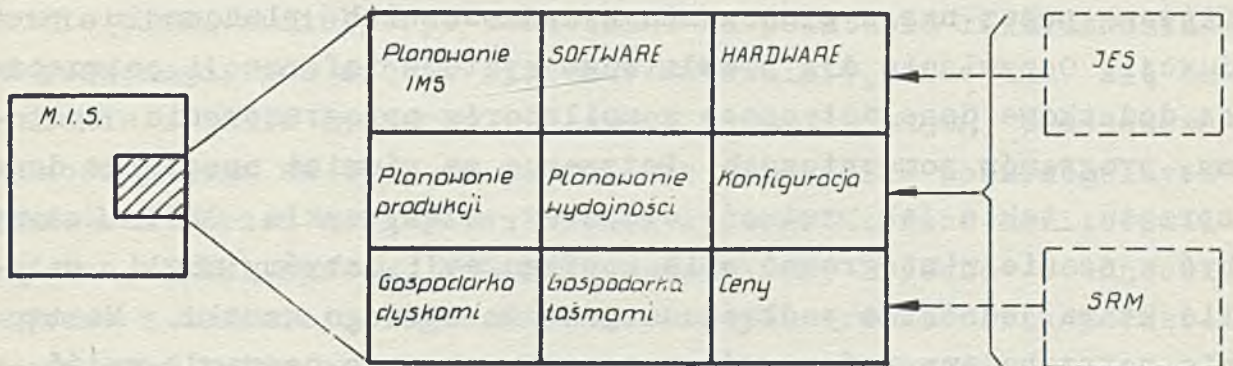 M.I.S.
Planowanie
IMS
SOFTWARE
HARDWARE
Planowanie
produkcji
Planowanie
wydajności
Konfiguracja
Gospodarka
dyskami
Gospodarka
taśmami
Ceny
JES
SRM